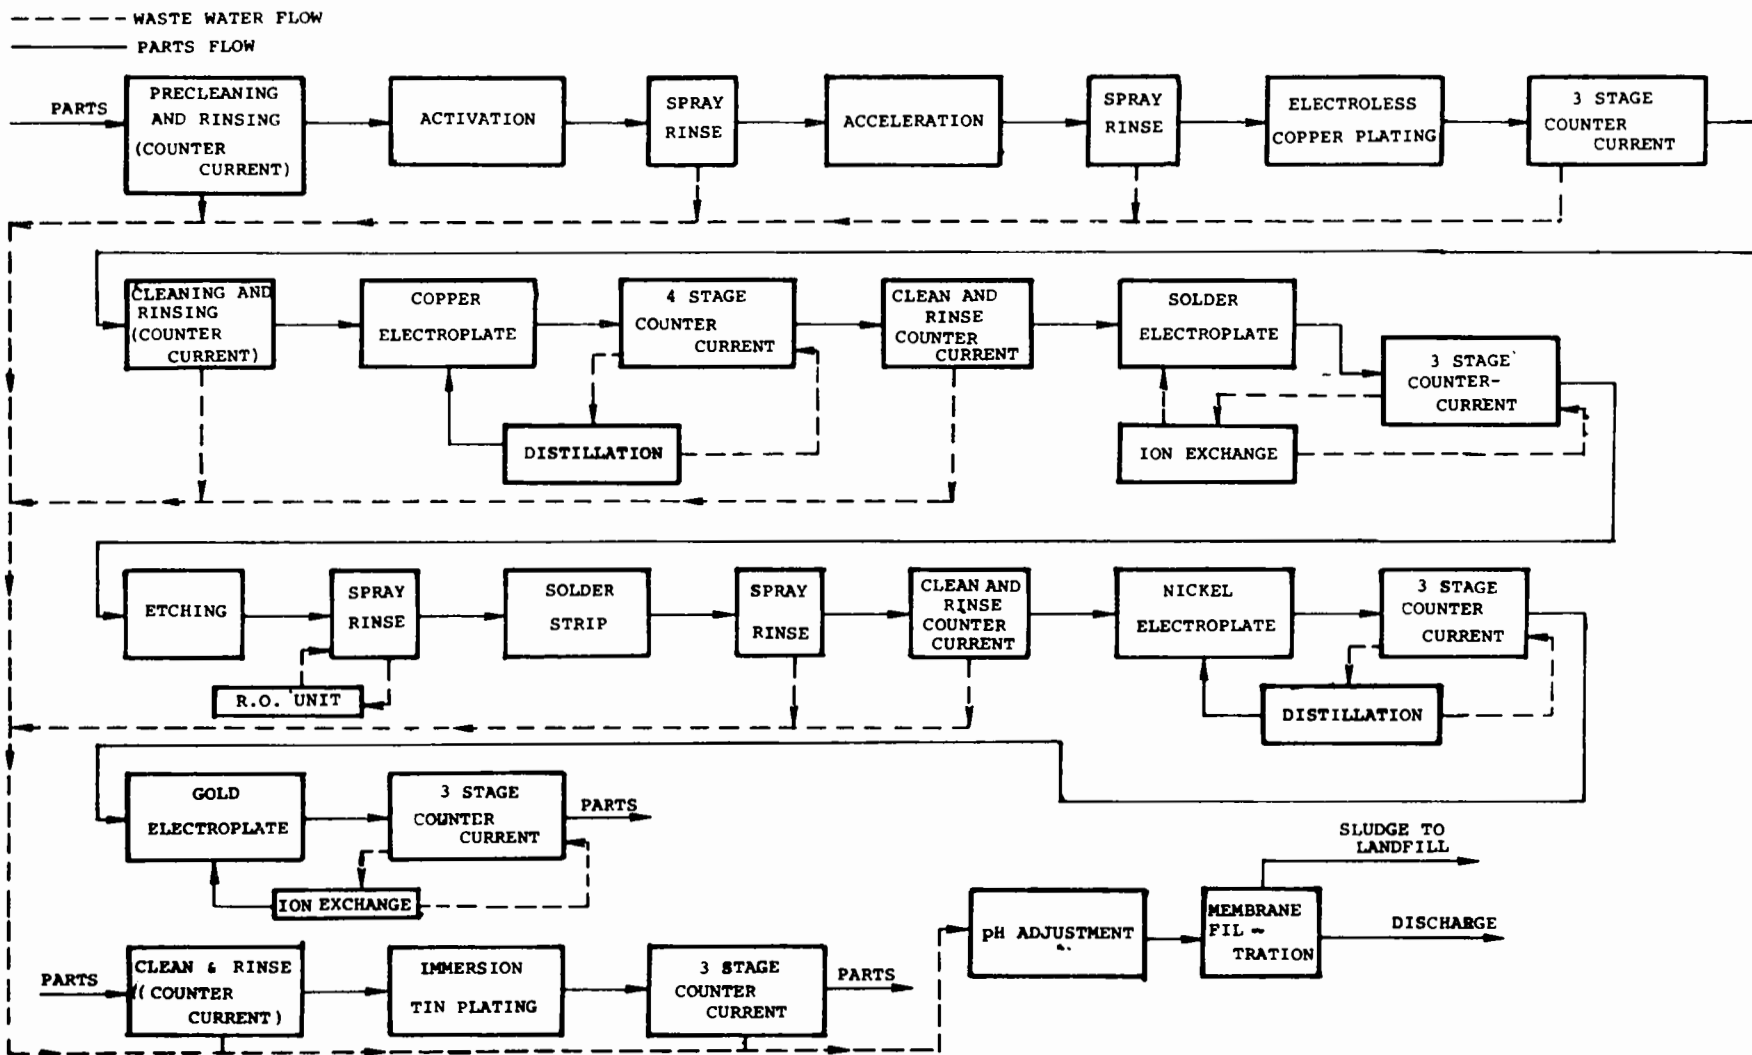 WASTE WATER FLOW
PARTS FLOW
PARTS
PRECLEANING
AND RINSING
(COUNTER
CURRENT)
ACTIVATION
SPRAY
RINSE
ACCELERATION
SPRAY
RINSE
ELECTROLESS
COPPER PLATING
3 STAGE
COUNTER
CURRENT
CLEANING AND
RINSING
(COUNTER
CURRENT)
COPPER
ELECTROPLATE
4 STAGE
COUNTER
CURRENT
DISTILLATION
CLEAN AND
RINSE
COUNTER
CURRENT
SOLDER
ELECTROPLATE
3 STAGE
COUNTER-
CURRENT
ION EXCHANGE
ETCHING
SPRAY
RINSE
R.O. UNIT
SOLDER
STRIP
SPRAY
RINSE
CLEAN AND
RINSE
COUNTER
CURRENT
NICKEL
ELECTROPLATE
3 STAGE
COUNTER
CURRENT
DISTILLATION
GOLD
ELECTROPLATE
3 STAGE
COUNTER
CURRENT
PARTS
ION EXCHANGE
SLUDGE TO
LANDFILL
pH ADJUSTMENT
MEMBRANE
FIL-
TRATION
DISCHARGE
PARTS
CLEAN & RINSE
((COUNTER
CURRENT)
IMMERSION
TIN PLATING
3 STAGE
COUNTER
CURRENT
PARTS